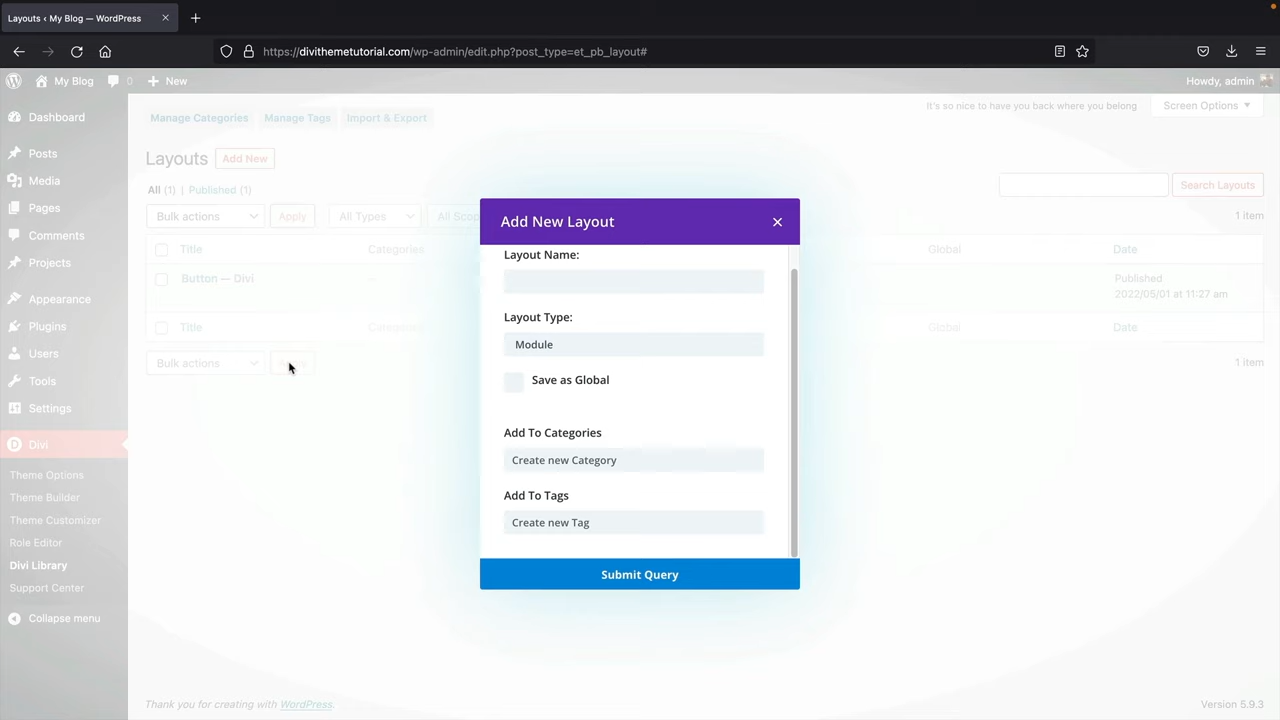 Layouts ‹ My Blog — WordPress
https://divithemetutorial.com/wp-admin/edit.php?post_type=et_pb_layout#
My Blog 0 New Howdy, admin
Dashboard
Posts
Media
Pages
Comments
Projects
Appearance
Plugins
Users
Tools
Settings
Divi
Theme Options
Theme Builder
Theme Customizer
Role Editor
Divi Library
Support Center
Collapse menu
Manage Categories Manage Tags Import & Export
It's so nice to have you back where you belong
Screen Options
Layouts Add New
All (1) | Published (1)
Search Layouts
Bulk actions Apply All Types All Scop
1 item
Title Categories Global Date
Button — Divi
Published
2022/05/01 at 11:27 am
Title Categories Global Date
Bulk actions
1 item
Add New Layout
Layout Name:
Layout Type:
Module
Save as Global
Add To Categories
Create new Category
Add To Tags
Create new Tag
Submit Query
Thank you for creating with WordPress.
Version 5.9.3